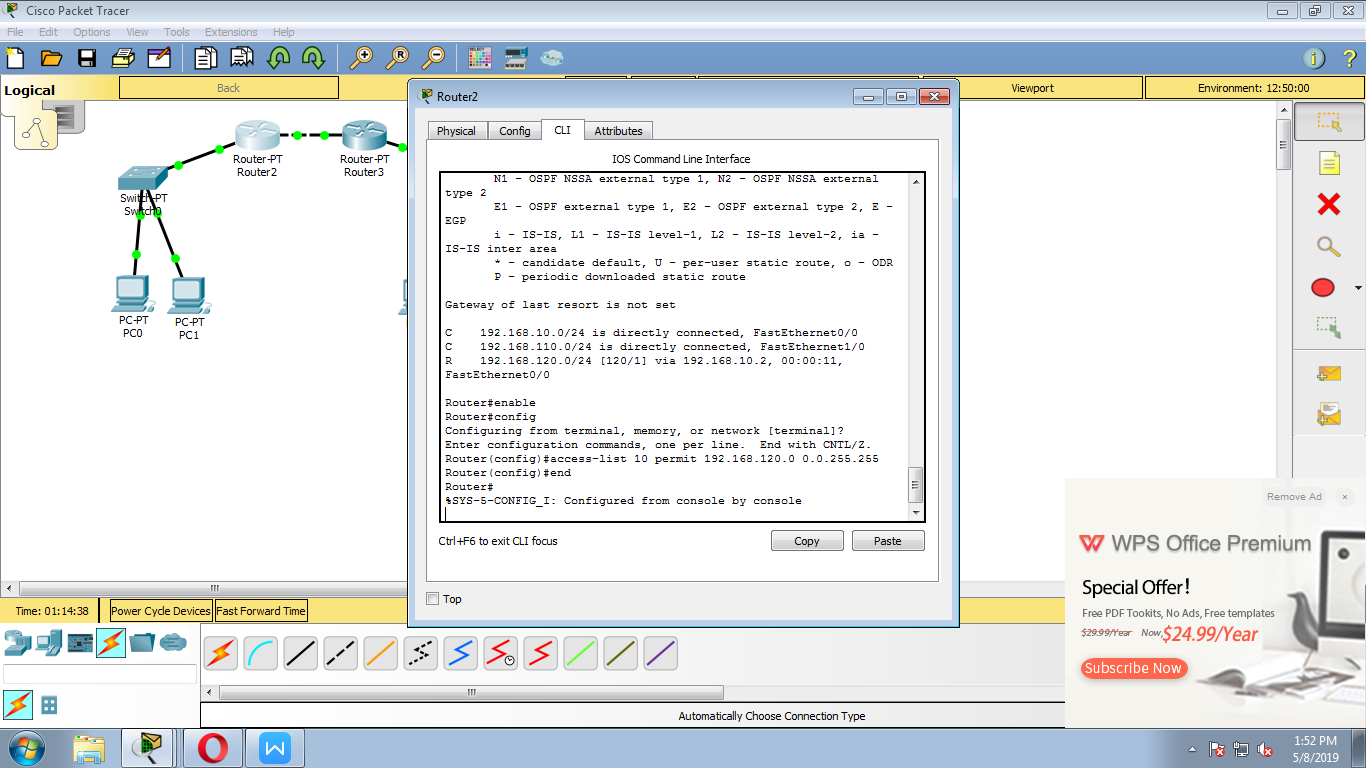 Cisco Packet Tracer
File Edit Options View Tools Extensions Help
Logical
Back
Viewport
Environment: 12:50:00
Router-PT
Router2
Router-PT
Router3
Switch-PT
Switch0
PC-PT
PC0
PC-PT
PC1
Router2
Physical Config CLI Attributes
IOS Command Line Interface
N1 - OSPF NSSA external type 1, N2 - OSPF NSSA external
type 2
E1 - OSPF external type 1, E2 - OSPF external type 2, E -
EGP
i - IS-IS, L1 - IS-IS level-1, L2 - IS-IS level-2, ia -
IS-IS inter area
* - candidate default, U - per-user static route, o - ODR
P - periodic downloaded static route
Gateway of last resort is not set
C 192.168.10.0/24 is directly connected, FastEthernet0/0
C 192.168.110.0/24 is directly connected, FastEthernet1/0
R 192.168.120.0/24 [120/1] via 192.168.10.2, 00:00:11,
FastEthernet0/0
Router#enable
Router#config
Configuring from terminal, memory, or network [terminal]?
Enter configuration commands, one per line. End with CNTL/Z.
Router(config)#access-list 10 permit 192.168.120.0 0.0.255.255
Router(config)#end
Router#
%SYS-5-CONFIG_I: Configured from console by console
Ctrl+F6 to exit CLI focus
Copy
Paste
Top
Time: 01:14:38
Power Cycle Devices
Fast Forward Time
Automatically Choose Connection Type
Remove Ad ×
WPS Office Premium
Special Offer!
Free PDF Tookits, No Ads, Free templates
$29.99/Year Now $24.99/Year
Subscribe Now
1:52 PM
5/8/2019